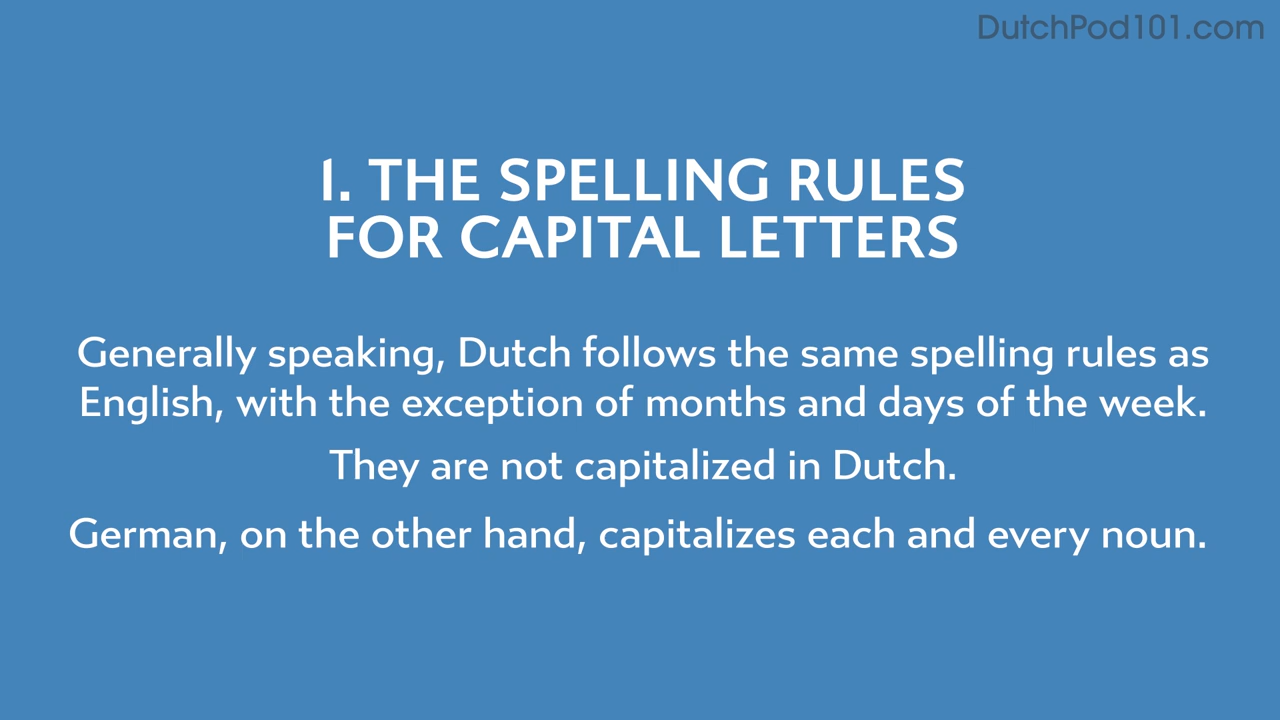 DutchPod101.com
1. THE SPELLING RULES
FOR CAPITAL LETTERS
Generally speaking, Dutch follows the same spelling rules as
English, with the exception of months and days of the week.
They are not capitalized in Dutch.
German, on the other hand, capitalizes each and every noun.